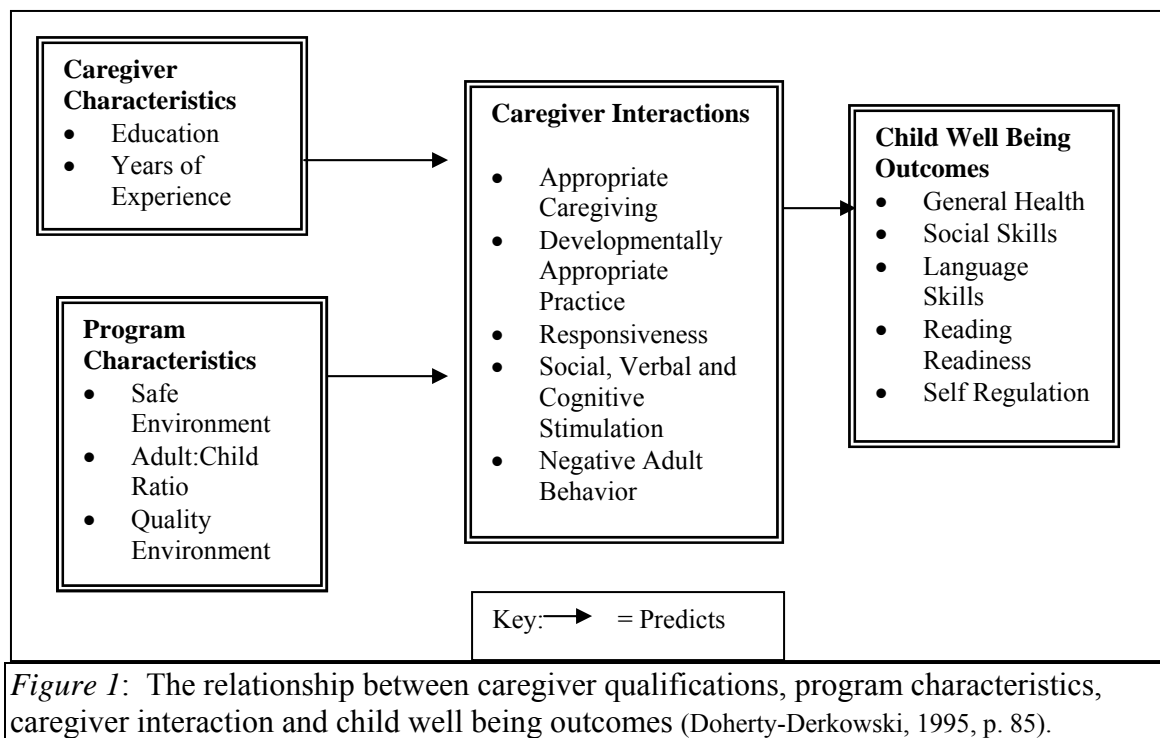 Caregiver
Characteristics
• Education
• Years of
Experience
Program
Characteristics
• Safe
Environment
• Adult:Child
Ratio
• Quality
Environment
Caregiver Interactions
• Appropriate
Caregiving
• Developmentally
Appropriate
Practice
• Responsiveness
• Social, Verbal and
Cognitive
Stimulation
• Negative Adult
Behavior
Child Well Being
Outcomes
• General Health
• Social Skills
• Language
Skills
• Reading
Readiness
• Self Regulation
Key: → = Predicts
Figure 1: The relationship between caregiver qualifications, program characteristics,
caregiver interaction and child well being outcomes (Doherty-Derkowski, 1995, p. 85).